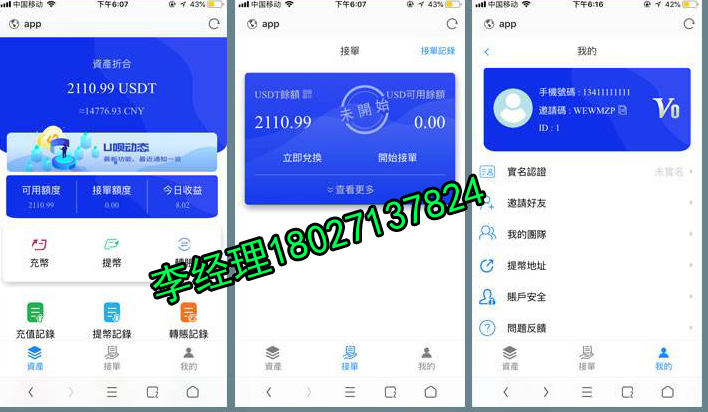 中国移动 下午6:07 43%
app
資產折合
2110.99 USDT
≈14776.93 CNY
U呗动态
最新功能、最近通知一览
可用額度 接單額度 今日收益
2110.99 0.00 8.02
充幣 提幣 轉賬
充值記錄 提幣記錄 轉賬記錄
資產 接單 我的
中国移动 下午6:07 43%
app
接單 接單記錄
USDT餘額 USD可用餘額
未開始
2110.99 0.00
立即兌換 開始接單
查看更多
李经理18027137824
資產 接單 我的
中国移动 下午6:16 42%
app
我的
手機號碼 : 13411111111
邀請碼 : WEWMZP
ID : 1
V0
實名認證 未實名
邀請好友
我的團隊
提幣地址
賬戶安全
問題反饋
資產 接單 我的